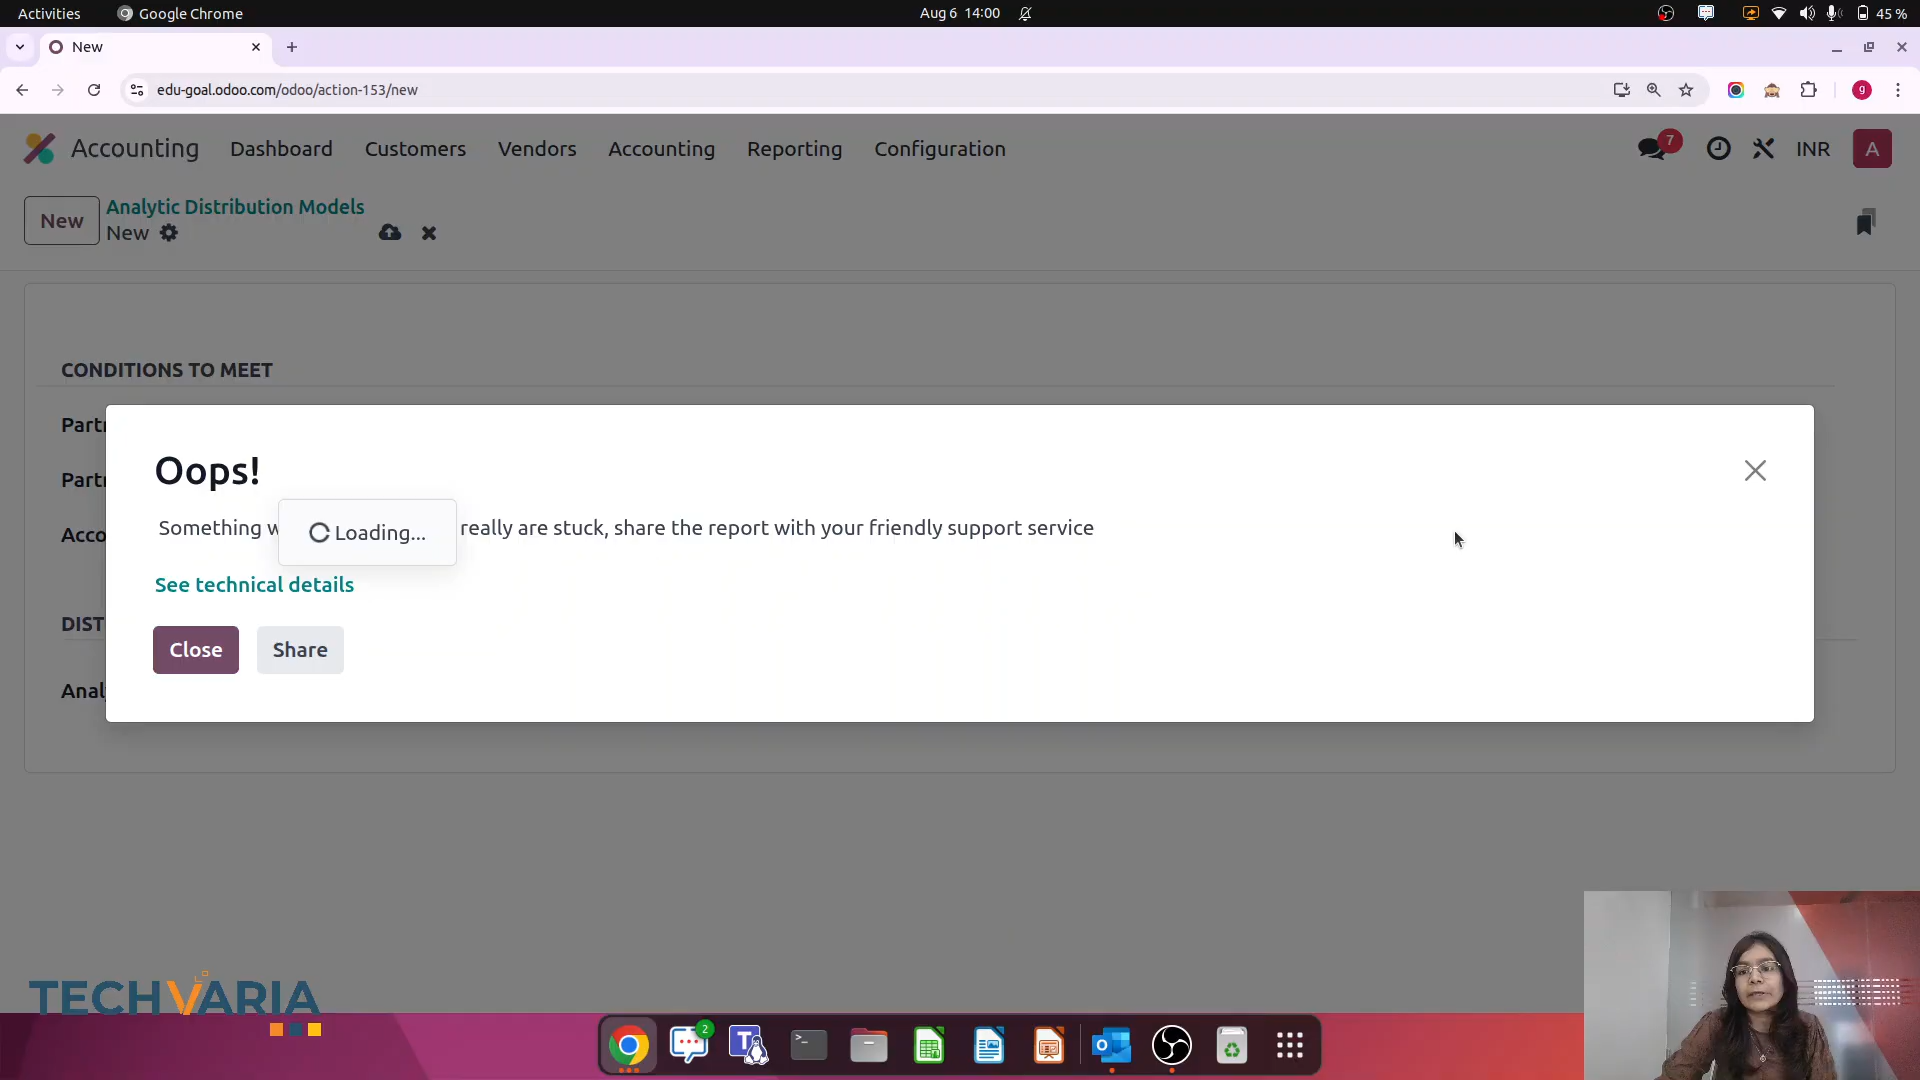 Activities
Google Chrome
Aug 6 14:00
45 %
New
edu-goal.odoo.com/odoo/action-153/new
Accounting
Dashboard
Customers
Vendors
Accounting
Reporting
Configuration
7
INR
A
New
Analytic Distribution Models
New
CONDITIONS TO MEET
Partr
Partr
Acco
DIST
Anal
Oops!
Something w
Loading...
really are stuck, share the report with your friendly support service
See technical details
Close
Share
TECHVARIA
2
g
T
O